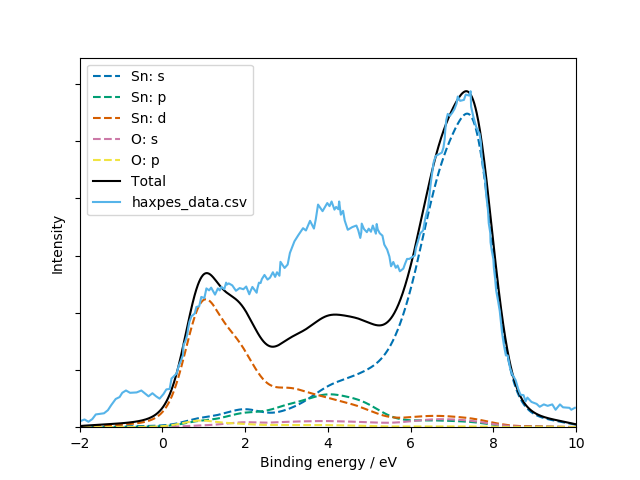 Sn: s
Sn: p
Sn: d
O: s
O: p
Total
haxpes_data.csv
Intensity
−2
0
2
4
6
8
10
Binding energy / eV